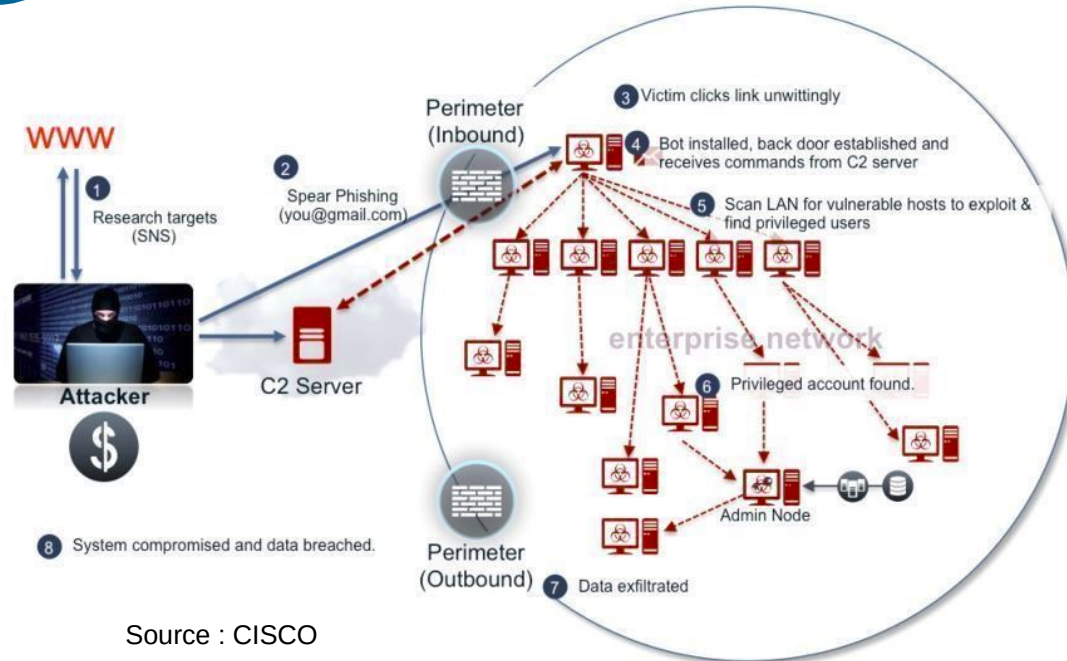 www
1
Research targets
(SNS)
Attacker
$
2
Spear Phishing
(you@gmail.com)
C2 Server
Perimeter
(Inbound)
3 Victim clicks link unwittingly
4 Bot installed, back door established and
receives commands from C2 server
5 Scan LAN for vulnerable hosts to exploit &
find privileged users
enterprise network
6 Privileged account found.
Admin Node
Perimeter
(Outbound)
7 Data exfiltrated
8 System compromised and data breached.
Source : CISCO